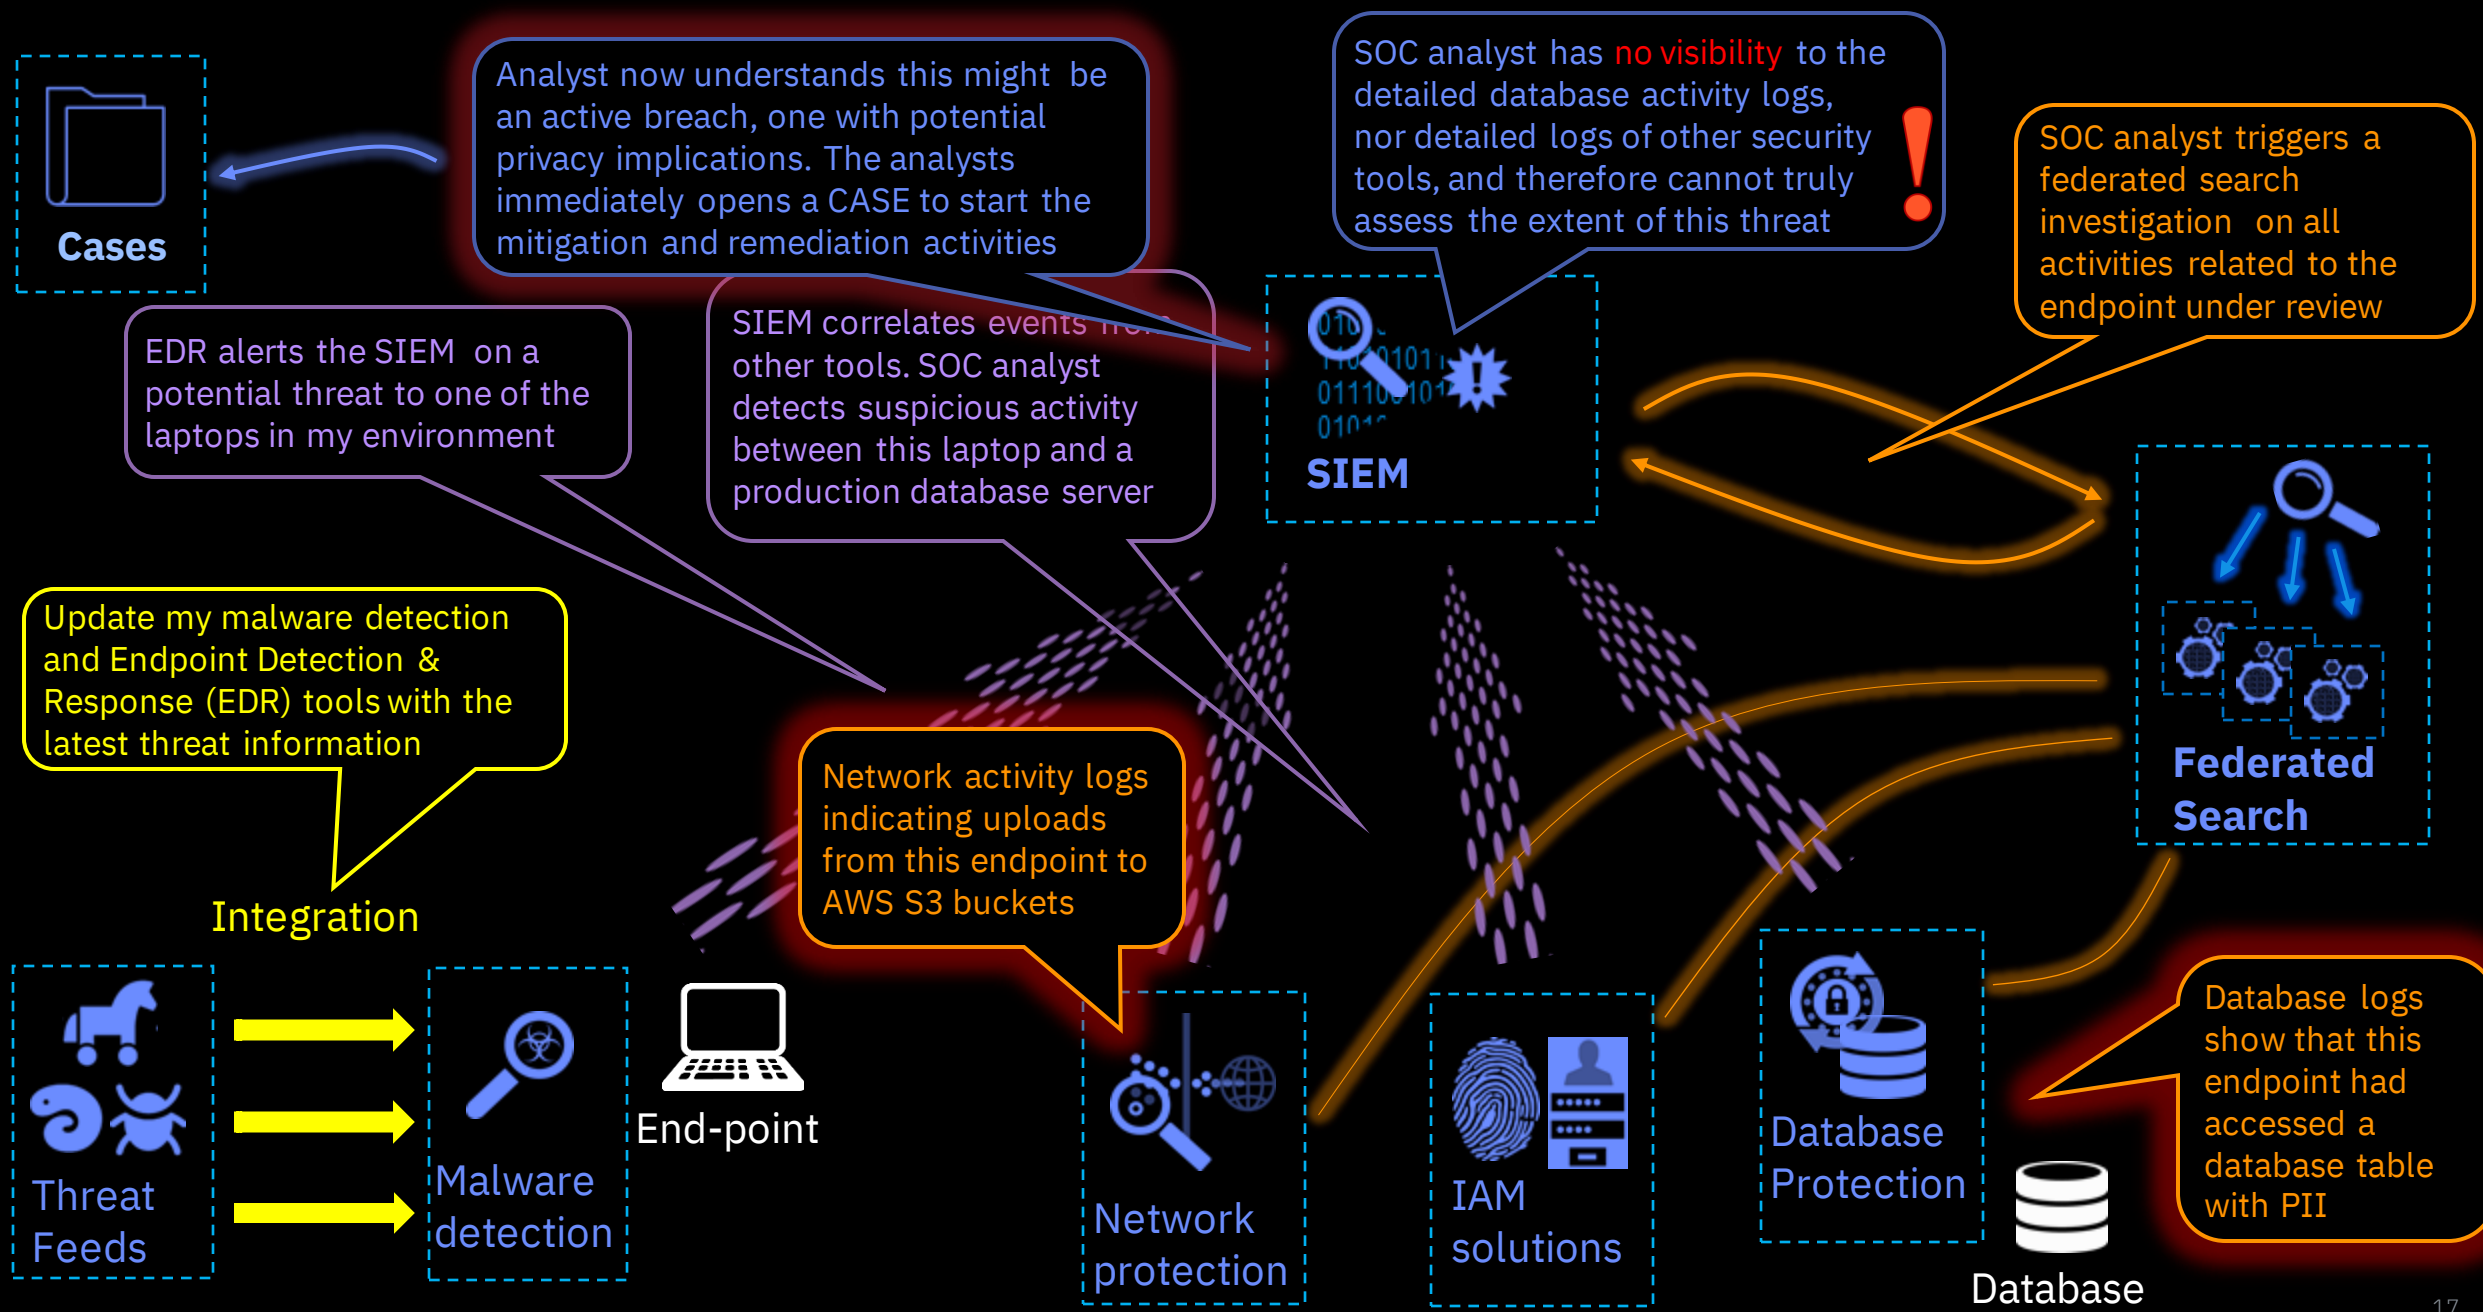 Cases
Analyst now understands this might be
an active breach, one with potential
privacy implications. The analysts
immediately opens a CASE to start the
mitigation and remediation activities
SOC analyst has no visibility to the
detailed database activity logs,
nor detailed logs of other security
tools, and therefore cannot truly
assess the extent of this threat
SOC analyst triggers a
federated search
investigation on all
activities related to the
endpoint under review
EDR alerts the SIEM on a
potential threat to one of the
laptops in my environment
SIEM correlates events from
other tools. SOC analyst
detects suspicious activity
between this laptop and a
production database server
SIEM
Update my malware detection
and Endpoint Detection &
Response (EDR) tools with the
latest threat information
Integration
Network activity logs
indicating uploads
from this endpoint to
AWS S3 buckets
Federated
Search
Database logs
show that this
endpoint had
accessed a
database table
with PII
Threat
Feeds
Malware
detection
End-point
Network
protection
IAM
solutions
Database
Protection
Database
17